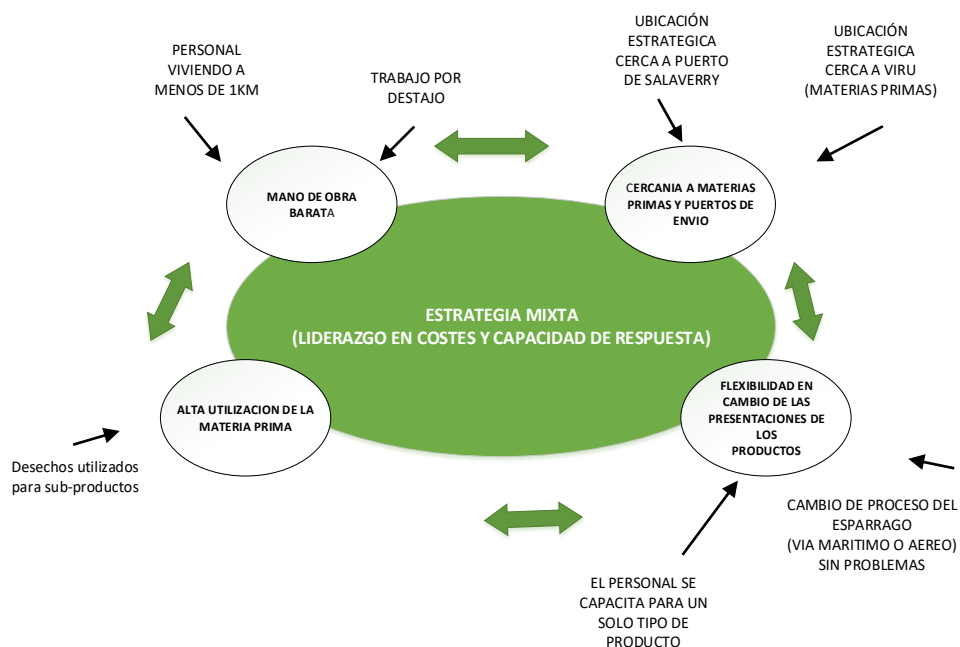 PERSONAL
VIVIENDO A
MENOS DE 1KM
TRABAJO POR
DESTAJO
UBICACIÓN
ESTRATEGICA
CERCA A PUERTO
DE SALAVERRY
UBICACIÓN
ESTRATEGICA
CERCA A VIRU
(MATERIAS PRIMAS)
MANO DE OBRA
BARATA
CERCANIA A MATERIAS
PRIMAS Y PUERTOS DE
ENVIO
ESTRATEGIA MIXTA
(LIDERAZGO EN COSTES Y CAPACIDAD DE RESPUESTA)
ALTA UTILIZACION DE LA
MATERIA PRIMA
FLEXIBILIDAD EN
CAMBIO DE LAS
PRESENTACIONES DE
LOS
PRODUCTOS
Desechos utilizados
para sub-productos
CAMBIO DE PROCESO DEL
ESPARRAGO
(VIA MARITIMO O AEREO)
SIN PROBLEMAS
EL PERSONAL SE
CAPACITA PARA UN
SOLO TIPO DE
PRODUCTO